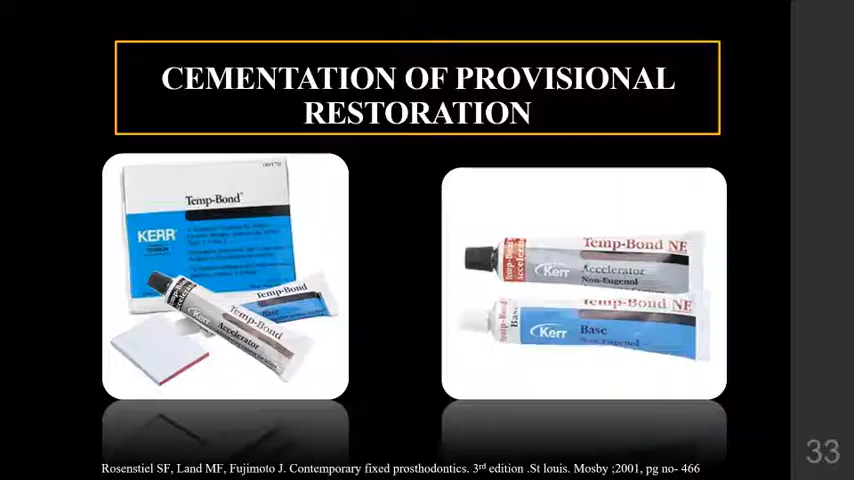 CEMENTATION OF PROVISIONAL
RESTORATION
Temp-Bond™
KERR
Temp-Bond
Base
Temp-Bond
Accelerator
Temp-Bond NE
Accelerator
Non-Eugenol
Kerr
Temp-Bond NE
Base
Non-Eugenol
Kerr
Rosenstiel SF, Land MF, Fujimoto J. Contemporary fixed prosthodontics. 3rd edition .St louis. Mosby ;2001, pg no- 466
33